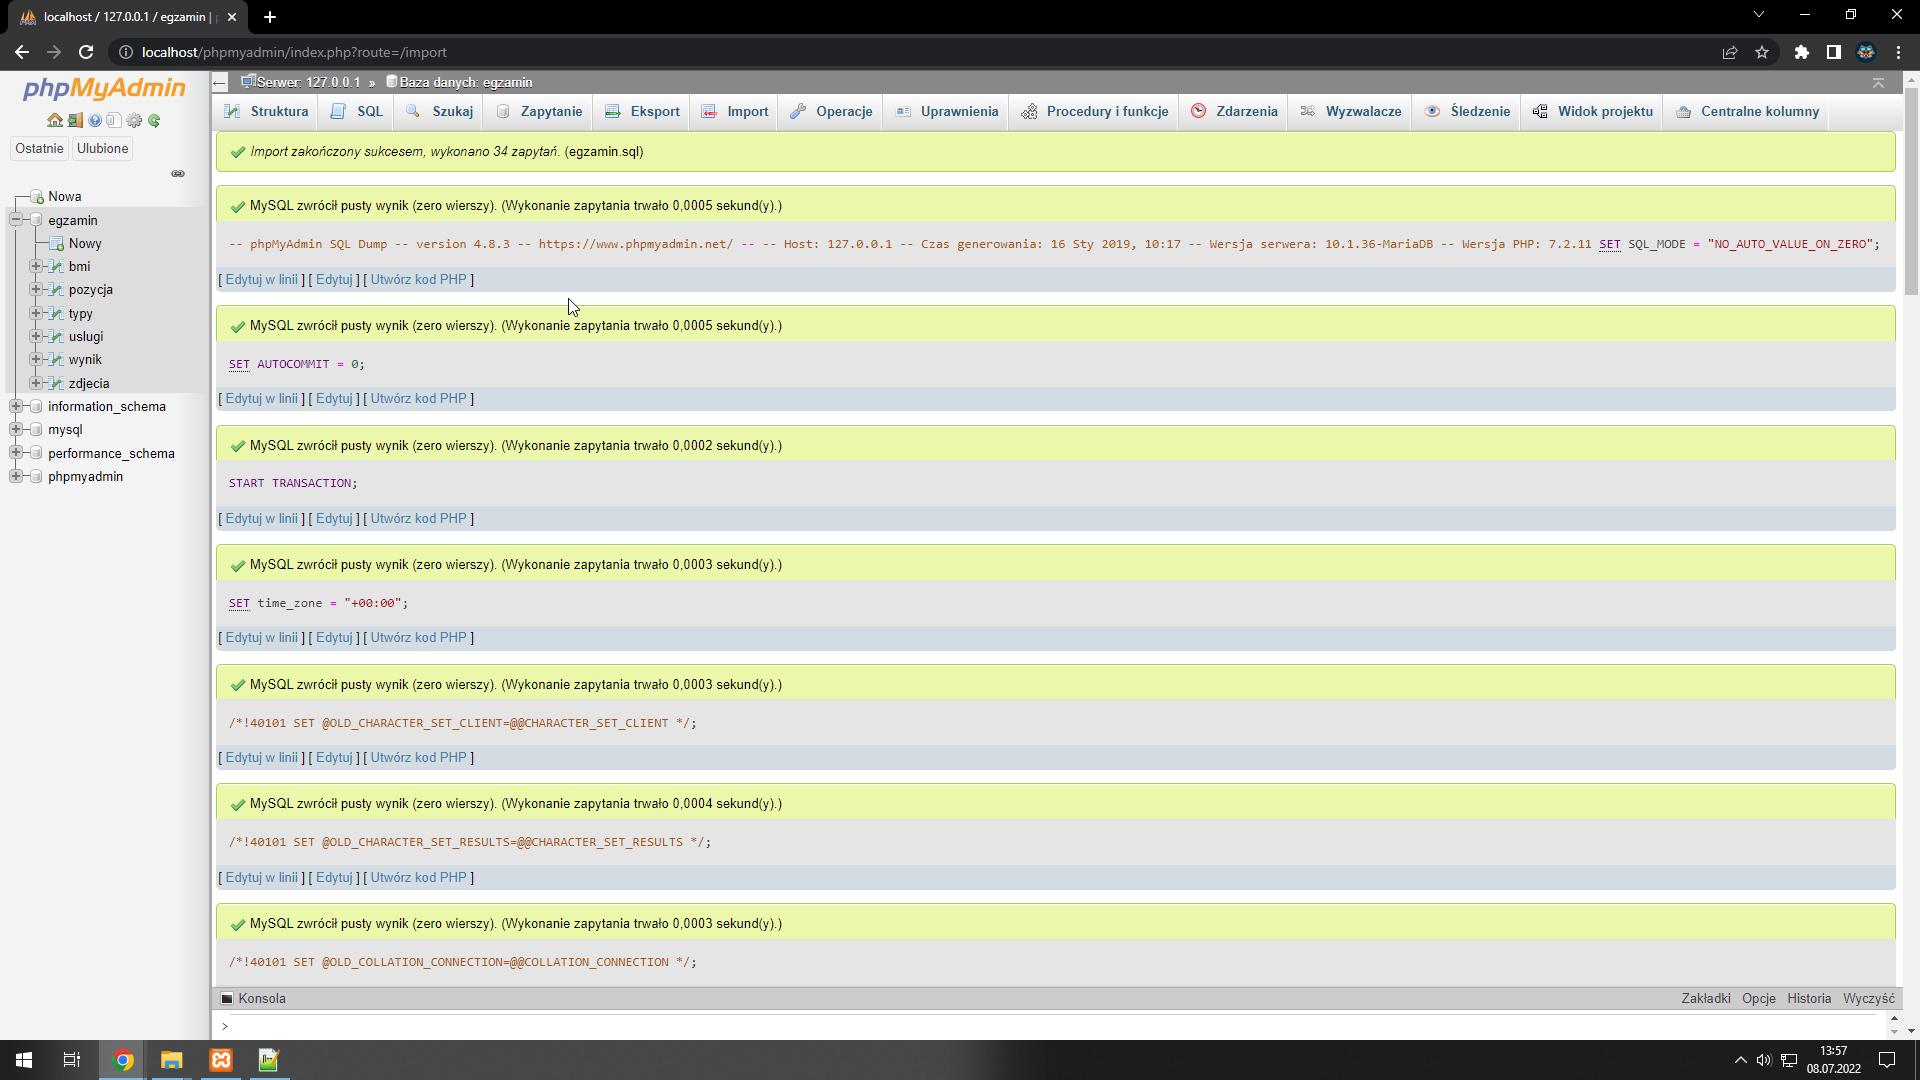 localhost / 127.0.0.1 / egzamin |
localhost/phpmyadmin/index.php?route=/import
phpMyAdmin
Ostatnie Ulubione
Nowa
egzamin
Nowy
bmi
pozycja
typy
uslugi
wynik
zdjecia
information_schema
mysql
performance_schema
phpmyadmin
Serwer: 127.0.0.1 » Baza danych: egzamin
Struktura SQL Szukaj Zapytanie Eksport Import Operacje Uprawnienia Procedury i funkcje Zdarzenia Wyzwalacze Śledzenie Widok projektu Centralne kolumny
Import zakończony sukcesem, wykonano 34 zapytań. (egzamin.sql)
MySQL zwrócił pusty wynik (zero wierszy). (Wykonanie zapytania trwało 0,0005 sekund(y).)
-- phpMyAdmin SQL Dump -- version 4.8.3 -- https://www.phpmyadmin.net/ -- -- Host: 127.0.0.1 -- Czas generowania: 16 Sty 2019, 10:17 -- Wersja serwera: 10.1.36-MariaDB -- Wersja PHP: 7.2.11 SET SQL_MODE = "NO_AUTO_VALUE_ON_ZERO";
[ Edytuj w linii ] [ Edytuj ] [ Utwórz kod PHP ]
MySQL zwrócił pusty wynik (zero wierszy). (Wykonanie zapytania trwało 0,0005 sekund(y).)
SET AUTOCOMMIT = 0;
[ Edytuj w linii ] [ Edytuj ] [ Utwórz kod PHP ]
MySQL zwrócił pusty wynik (zero wierszy). (Wykonanie zapytania trwało 0,0002 sekund(y).)
START TRANSACTION;
[ Edytuj w linii ] [ Edytuj ] [ Utwórz kod PHP ]
MySQL zwrócił pusty wynik (zero wierszy). (Wykonanie zapytania trwało 0,0003 sekund(y).)
SET time_zone = "+00:00";
[ Edytuj w linii ] [ Edytuj ] [ Utwórz kod PHP ]
MySQL zwrócił pusty wynik (zero wierszy). (Wykonanie zapytania trwało 0,0003 sekund(y).)
/*!40101 SET @OLD_CHARACTER_SET_CLIENT=@@CHARACTER_SET_CLIENT */;
[ Edytuj w linii ] [ Edytuj ] [ Utwórz kod PHP ]
MySQL zwrócił pusty wynik (zero wierszy). (Wykonanie zapytania trwało 0,0004 sekund(y).)
/*!40101 SET @OLD_CHARACTER_SET_RESULTS=@@CHARACTER_SET_RESULTS */;
[ Edytuj w linii ] [ Edytuj ] [ Utwórz kod PHP ]
MySQL zwrócił pusty wynik (zero wierszy). (Wykonanie zapytania trwało 0,0003 sekund(y).)
/*!40101 SET @OLD_COLLATION_CONNECTION=@@COLLATION_CONNECTION */;
Konsola Zakładki Opcje Historia Wyczyść
>
13:57
08.07.2022